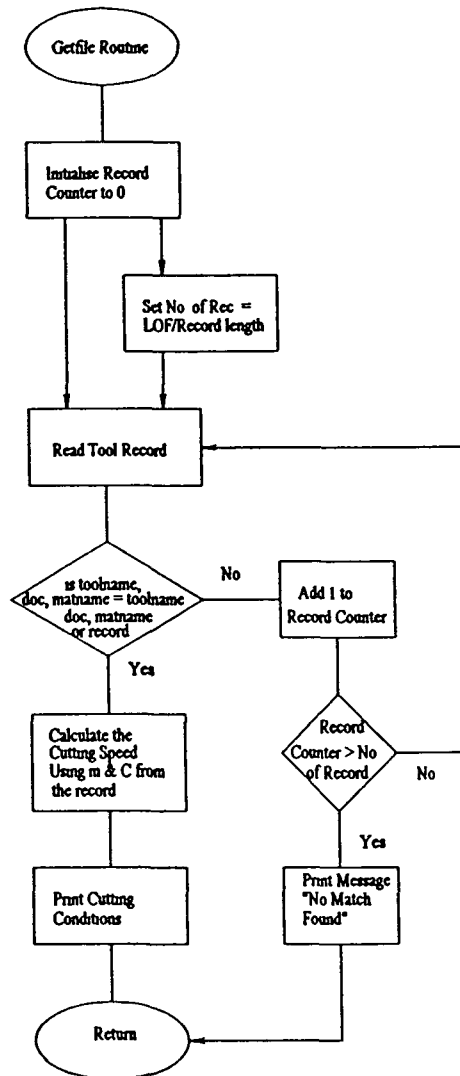 Getfile Routine
Initialise Record
Counter to 0
Set No of Rec =
LOF/Record length
Read Tool Record
is toolname,
doc, matname = toolname
doc, matname
or record
No
Add 1 to
Record Counter
Yes
Calculate the
Cutting Speed
Using m & C from
the record
Record
Counter > No
of Record
No
Yes
Print Cutting
Conditions
Print Message
"No Match
Found"
Return